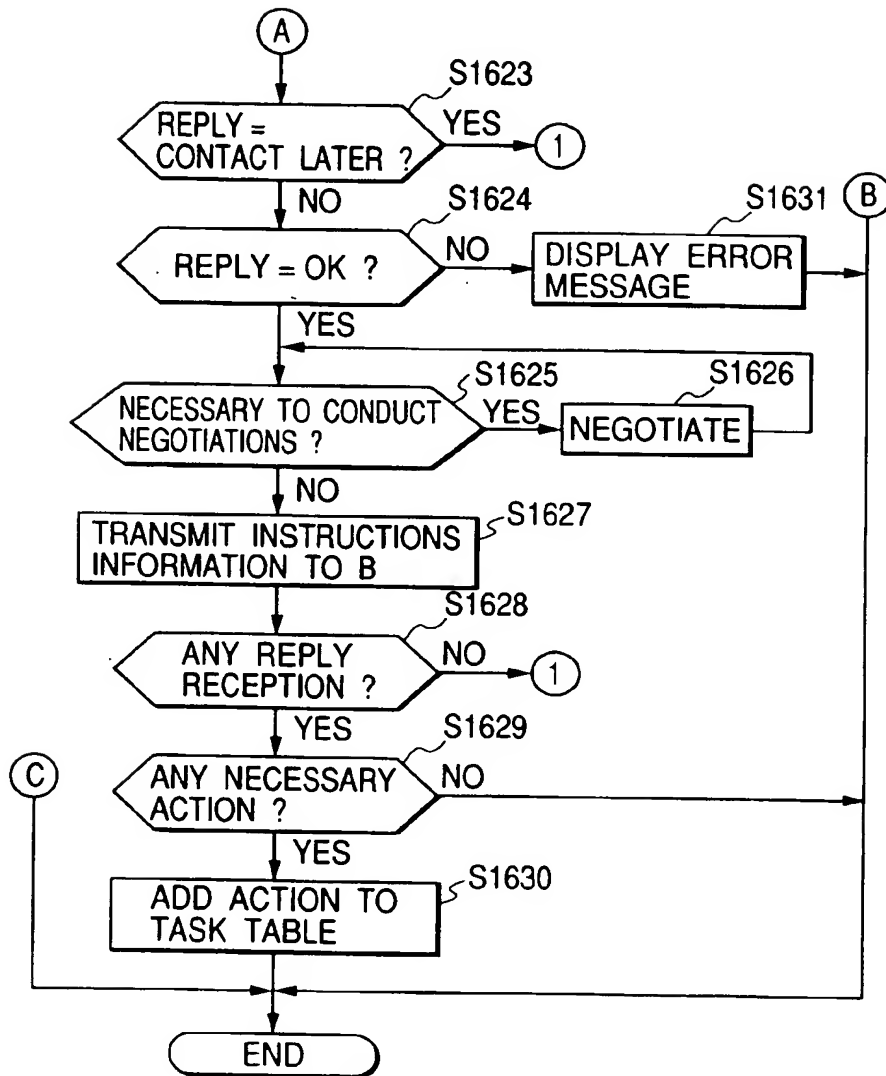 A
S1623
REPLY =
CONTACT LATER ?
YES
1
NO
S1624
REPLY = OK ?
NO
S1631
DISPLAY ERROR
MESSAGE
B
YES
S1625
NECESSARY TO CONDUCT
NEGOTIATIONS ?
YES
S1626
NEGOTIATE
NO
S1627
TRANSMIT INSTRUCTIONS
INFORMATION TO B
S1628
ANY REPLY
RECEPTION ?
NO
1
YES
S1629
C
ANY NECESSARY
ACTION ?
NO
YES
S1630
ADD ACTION TO
TASK TABLE
END